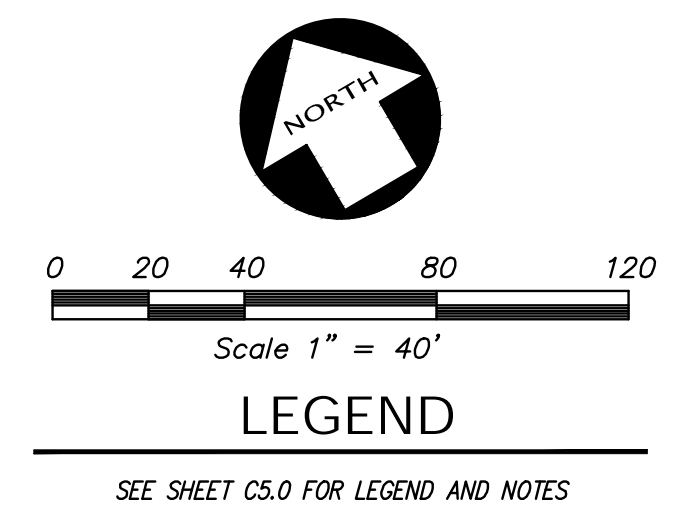 NORTH
0 20 40 80 120
Scale 1" = 40'
LEGEND
SEE SHEET C5.0 FOR LEGEND AND NOTES